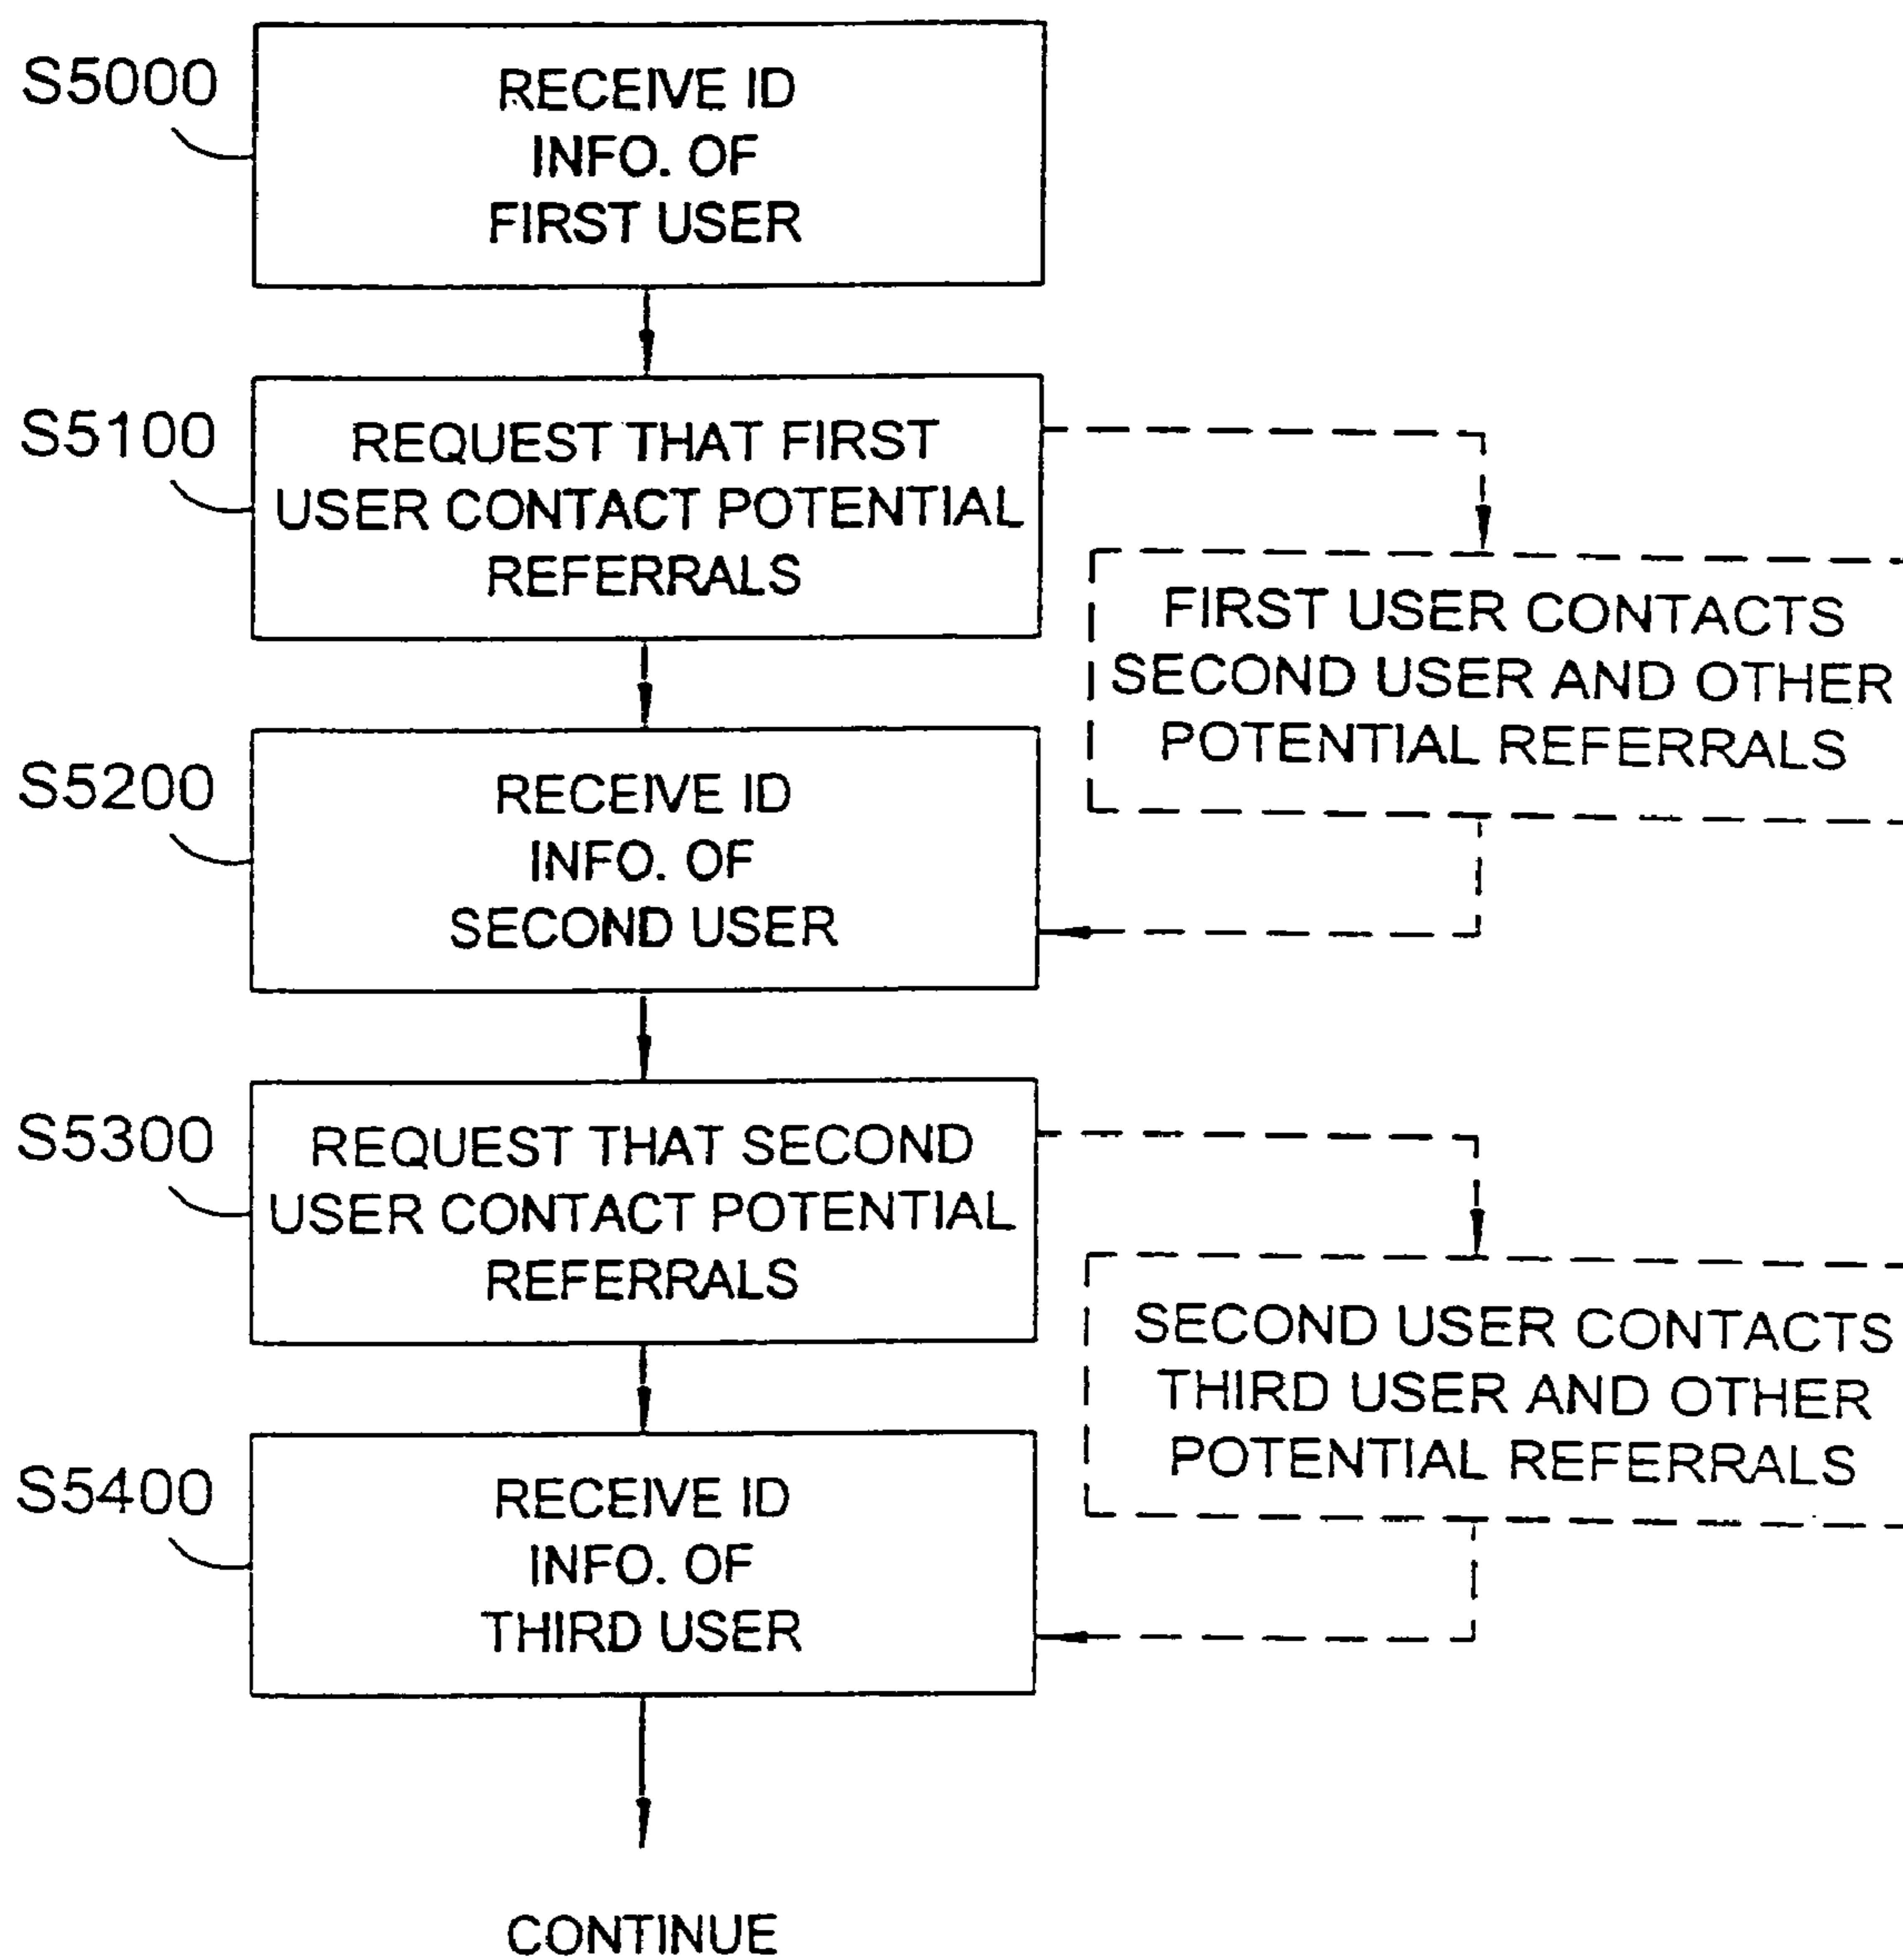 S5000
RECEIVE ID
INFO. OF
FIRST USER
S5100
REQUEST THAT FIRST
USER CONTACT POTENTIAL
REFERRALS
FIRST USER CONTACTS
SECOND USER AND OTHER
POTENTIAL REFERRALS
S5200
RECEIVE ID
INFO. OF
SECOND USER
S5300
REQUEST THAT SECOND
USER CONTACT POTENTIAL
REFERRALS
SECOND USER CONTACTS
THIRD USER AND OTHER
POTENTIAL REFERRALS
S5400
RECEIVE ID
INFO. OF
THIRD USER
CONTINUE